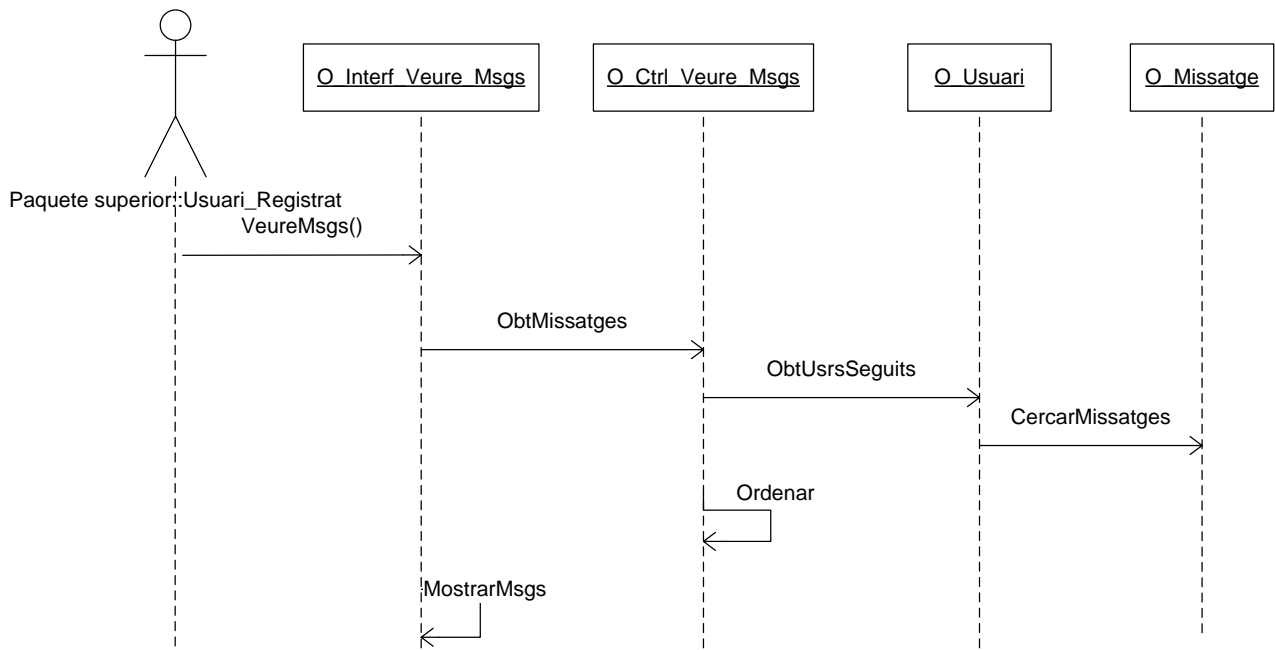 O_Interf_Veure_Msgs
O_Ctrl_Veure_Msgs
O_Usuari
O_Missatge
Paquete superior::Usuari_Registrat
VeureMsgs()
ObtMissatges
ObtUsrsSeguits
CercarMissatges
Ordenar
MostrarMsgs